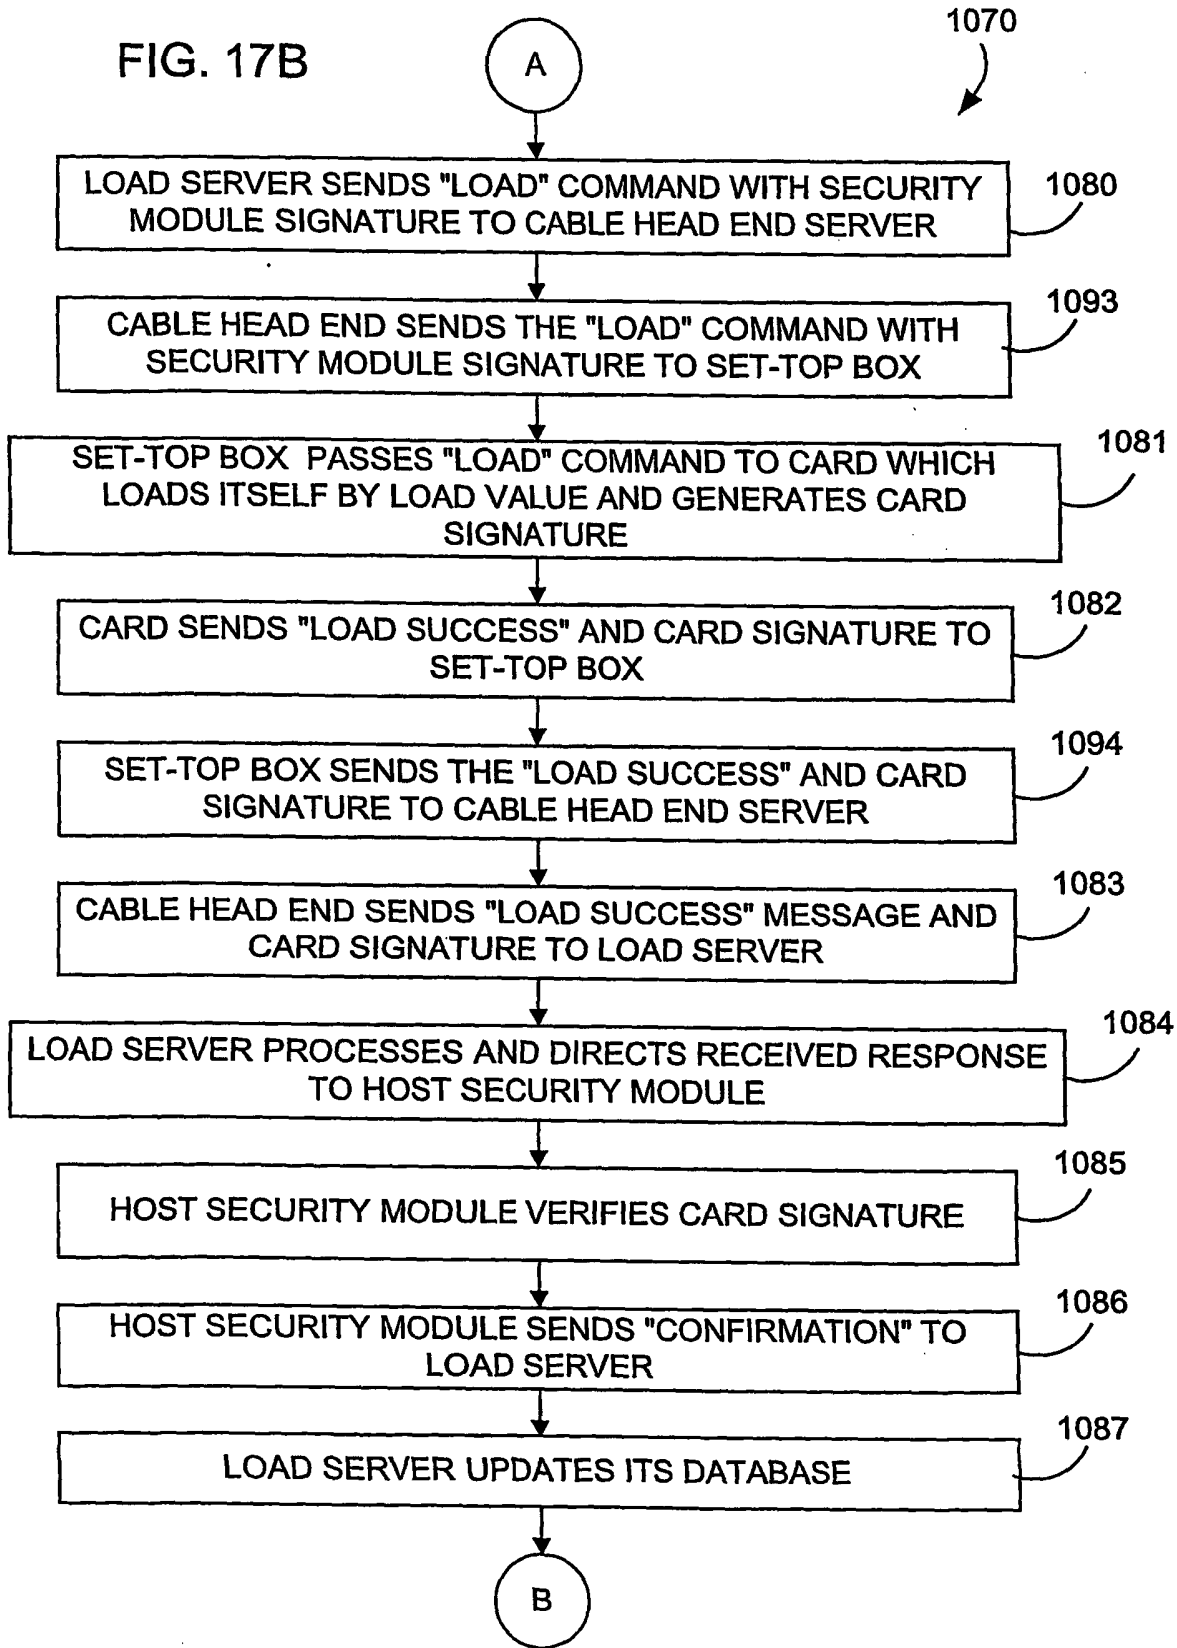 1070
FIG. 17B
A
LOAD SERVER SENDS "LOAD" COMMAND WITH SECURITY
MODULE SIGNATURE TO CABLE HEAD END SERVER
1080
CABLE HEAD END SENDS THE "LOAD" COMMAND WITH
SECURITY MODULE SIGNATURE TO SET-TOP BOX
1093
SET-TOP BOX PASSES "LOAD" COMMAND TO CARD WHICH
LOADS ITSELF BY LOAD VALUE AND GENERATES CARD
SIGNATURE
1081
CARD SENDS "LOAD SUCCESS" AND CARD SIGNATURE TO
SET-TOP BOX
1082
SET-TOP BOX SENDS THE "LOAD SUCCESS" AND CARD
SIGNATURE TO CABLE HEAD END SERVER
1094
CABLE HEAD END SENDS "LOAD SUCCESS" MESSAGE AND
CARD SIGNATURE TO LOAD SERVER
1083
LOAD SERVER PROCESSES AND DIRECTS RECEIVED RESPONSE
TO HOST SECURITY MODULE
1084
HOST SECURITY MODULE VERIFIES CARD SIGNATURE
1085
HOST SECURITY MODULE SENDS "CONFIRMATION" TO
LOAD SERVER
1086
LOAD SERVER UPDATES ITS DATABASE
1087
B